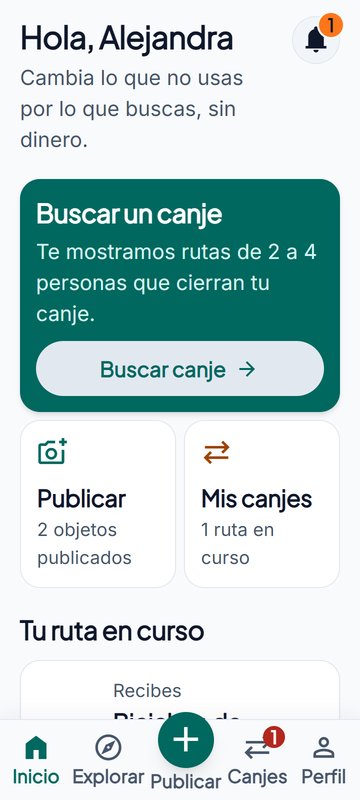 Hola, Alejandra
1
Cambia lo que no usas
por lo que buscas, sin
dinero.
Buscar un canje
Te mostramos rutas de 2 a 4
personas que cierran tu
canje.
Buscar canje →
Publicar
2 objetos
publicados
Mis canjes
1 ruta en
curso
Tu ruta en curso
Recibes
1
Inicio
Explorar
Publicar
Canjes
Perfil